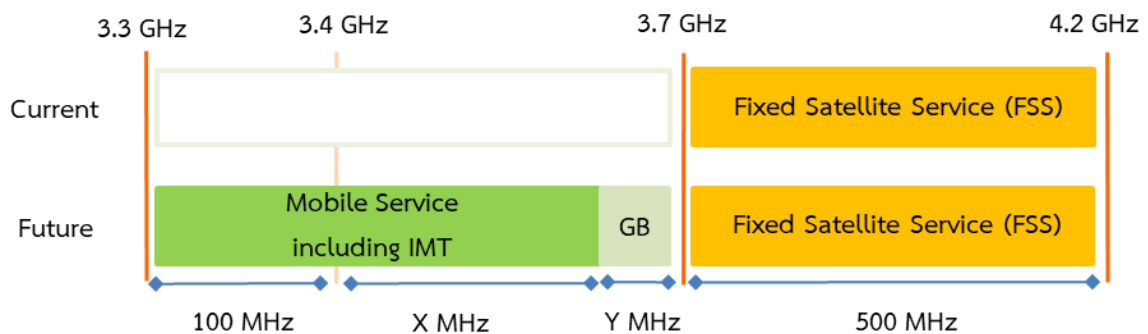 3.3 GHz 3.4 GHz 3.7 GHz 4.2 GHz
Current
Fixed Satellite Service (FSS)
Future
Mobile Service
including IMT
GB
Fixed Satellite Service (FSS)
100 MHz X MHz Y MHz 500 MHz